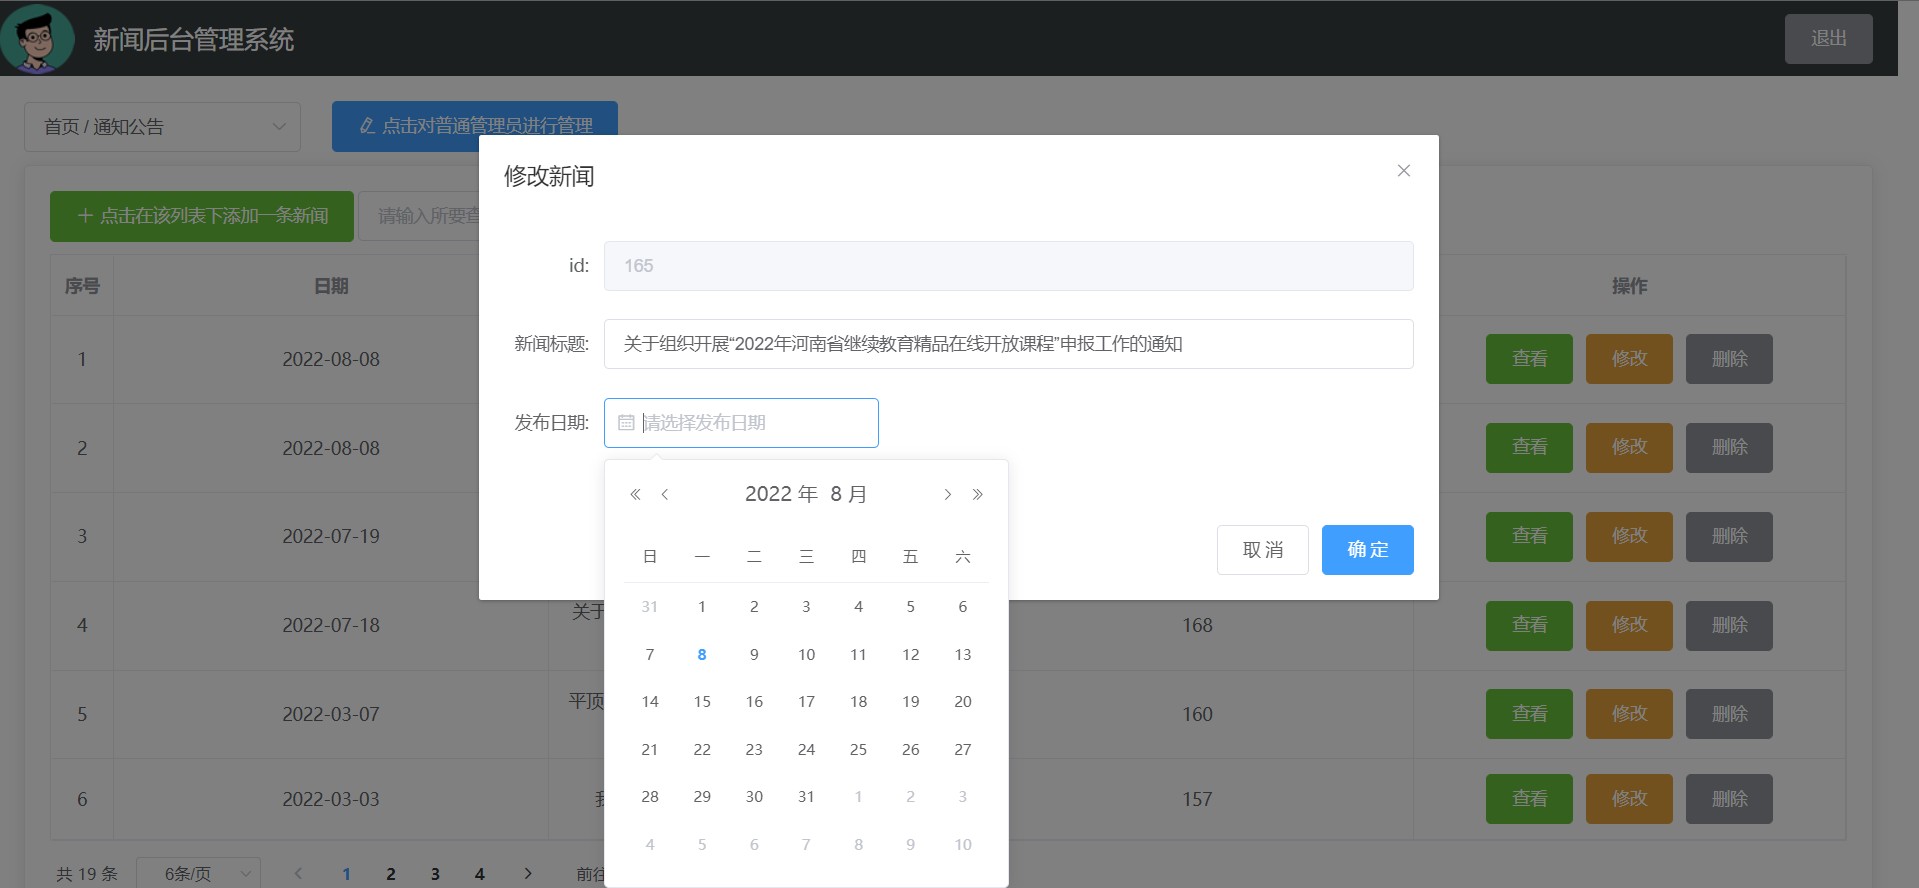 新闻后台管理系统
退出
首页 / 通知公告
点击对普通管理员进行管理
点击在该列表下添加一条新闻
请输入所要查
序号 日期 操作
1 2022-08-08 查看 修改 删除
2 2022-08-08 查看 修改 删除
3 2022-07-19 查看 修改 删除
4 2022-07-18 关于 168 查看 修改 删除
5 2022-03-07 平顶 160 查看 修改 删除
6 2022-03-03 157 查看 修改 删除
共 19 条 6条/页 1 2 3 4 前往
修改新闻
id: 165
新闻标题: 关于组织开展“2022年河南省继续教育精品在线开放课程”申报工作的通知
发布日期: 请选择发布日期
2022 年 8 月
日 一 二 三 四 五 六
31 1 2 3 4 5 6
7 8 9 10 11 12 13
14 15 16 17 18 19 20
21 22 23 24 25 26 27
28 29 30 31 1 2 3
4 5 6 7 8 9 10
取消 确定